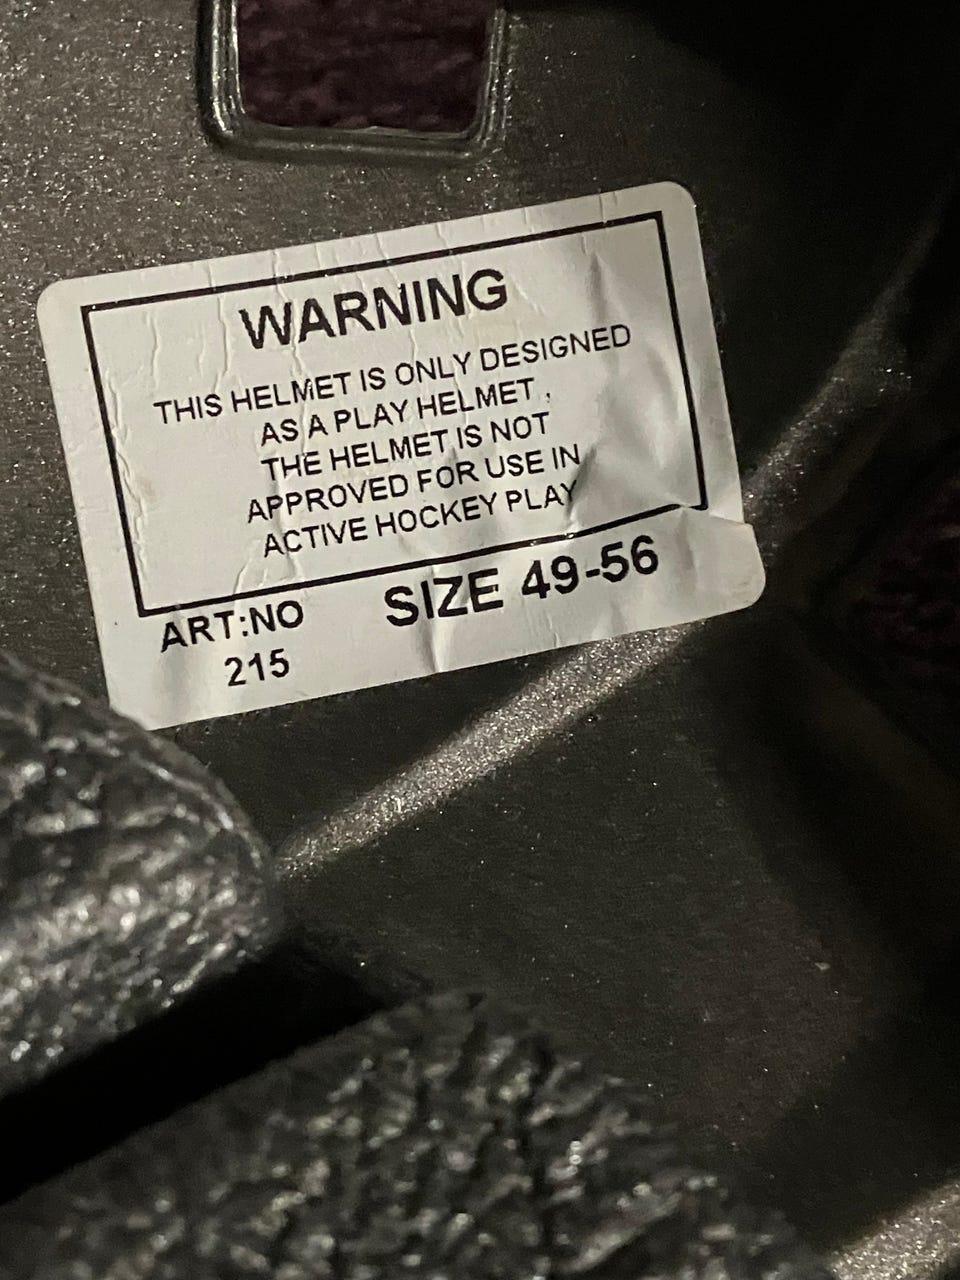 WARNING
THIS HELMET IS ONLY DESIGNED
AS A PLAY HELMET ,
THE HELMET IS NOT
APPROVED FOR USE IN
ACTIVE HOCKEY PLAY
ART:NO
215
SIZE 49-56